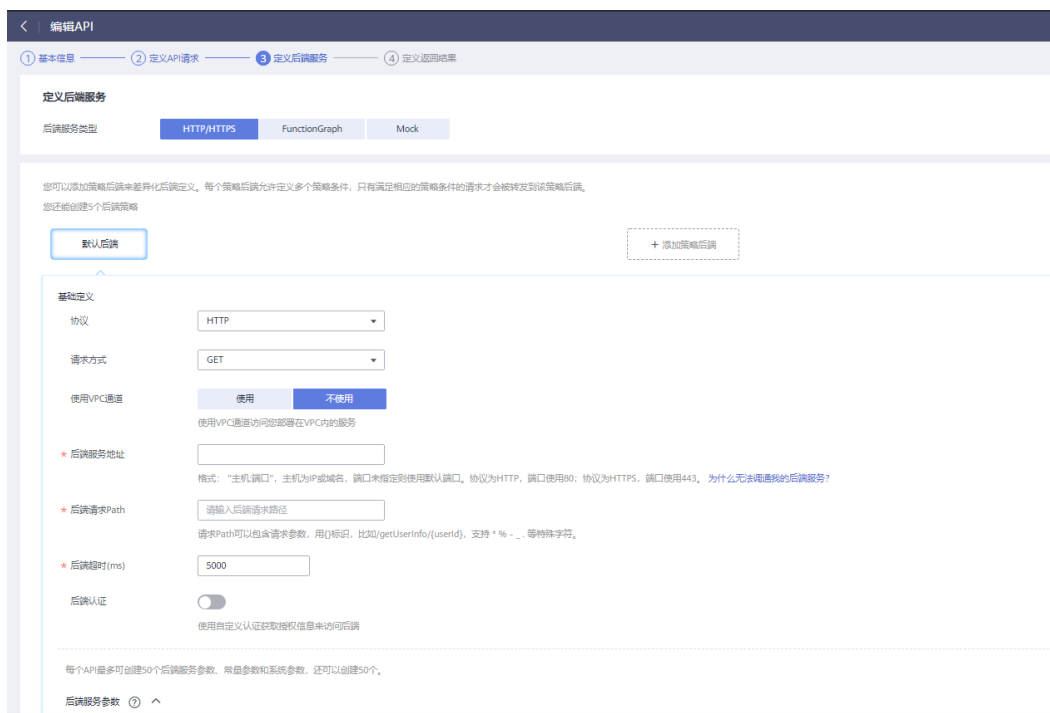 编辑API
1 基本信息 2 定义API请求 3 定义后端服务 4 定义返回结果
定义后端服务
后端服务类型 HTTP/HTTPS FunctionGraph Mock
您可以添加策略后端来差异化后端定义。每个策略后端允许定义多个策略条件，只有满足相应的策略条件的请求才会被转发到该策略后端。
您还能创建5个后端策略
默认后端 + 添加策略后端
基础定义
协议 HTTP
请求方式 GET
使用VPC通道 使用 不使用
使用VPC通道访问您部署在VPC内的服务
* 后端服务地址
格式： "主机:端口"，主机为IP或域名，端口未指定则使用默认端口。协议为HTTP，端口使用80；协议为HTTPS，端口使用443。 为什么无法调通我的后端服务?
* 后端请求Path 请输入后端请求路径
请求Path可以包含请求参数，用{}标识，比如/getUserInfo/{userId}，支持 * % - _ . 等特殊字符。
* 后端超时(ms) 5000
后端认证
使用自定义认证获取授权信息来访问后端
每个API最多可创建50个后端服务参数、常量参数和系统参数，还可以创建50个。
后端服务参数 ?